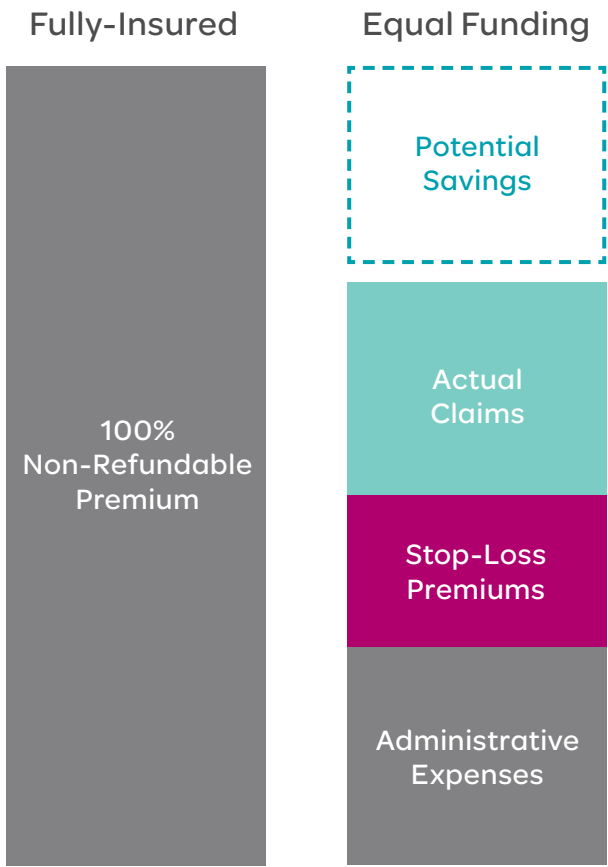 Fully-Insured
Equal Funding
100%
Non-Refundable
Premium
Potential
Savings
Actual
Claims
Stop-Loss
Premiums
Administrative
Expenses